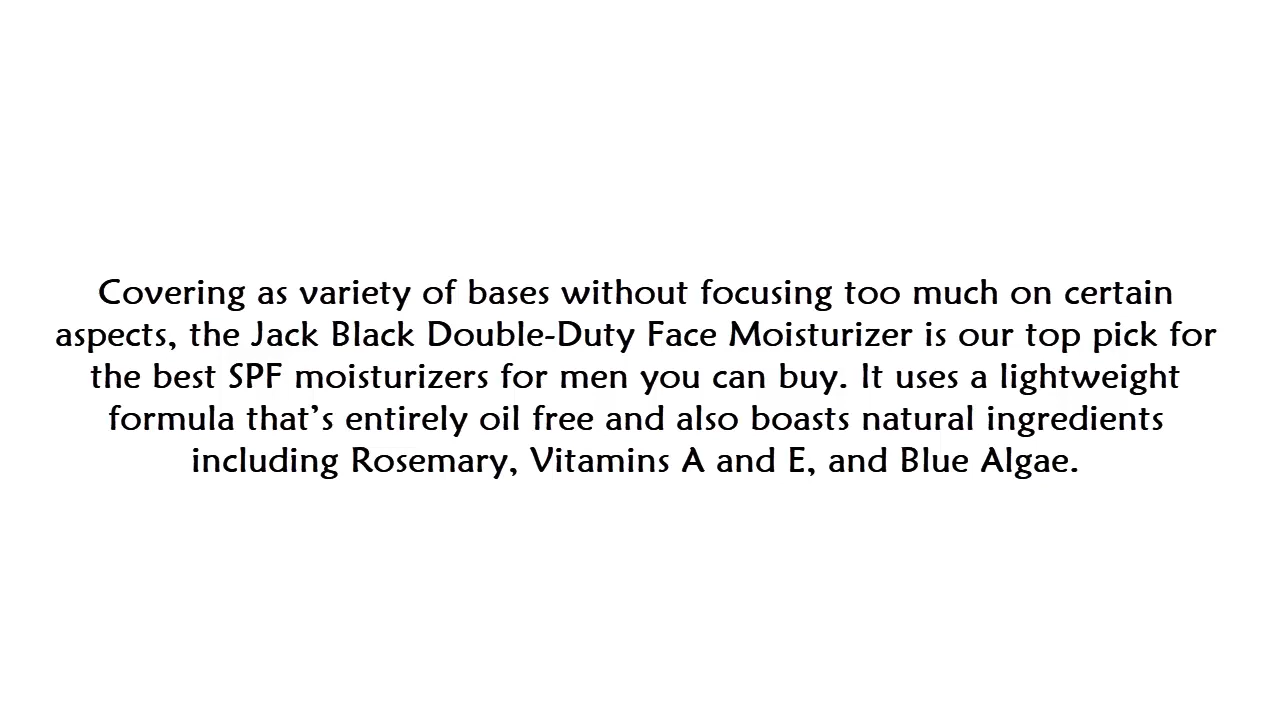 Covering as variety of bases without focusing too much on certain
aspects, the Jack Black Double-Duty Face Moisturizer is our top pick for
the best SPF moisturizers for men you can buy. It uses a lightweight
formula that’s entirely oil free and also boasts natural ingredients
including Rosemary, Vitamins A and E, and Blue Algae.